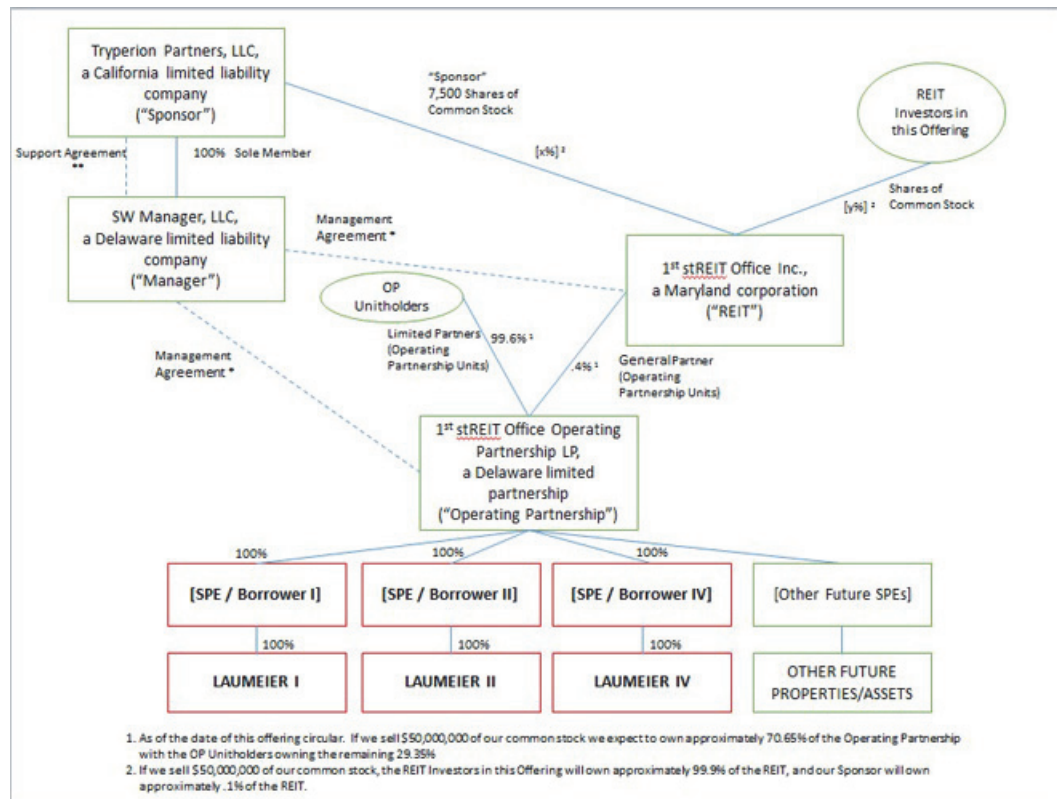 Tryperion Partners, LLC,
a California limited liability
company
("Sponsor")
"Sponsor"
7,500 Shares of
Common Stock
REIT
Investors in
this Offering
Support Agreement
**
100% Sole Member
[x%] ²
Shares of
Common Stock
[y%] ²
SW Manager, LLC,
a Delaware limited liability
company
("Manager")
Management
Agreement *
OP
Unitholders
1st stREIT Office Inc.,
a Maryland corporation
("REIT")
Limited Partners
(Operating
Partnership Units)
99.6% ¹
.4% ¹
General Partner
(Operating
Partnership Units)
Management
Agreement *
1st stREIT Office Operating
Partnership LP,
a Delaware limited
partnership
("Operating Partnership")
100%
100%
100%
[SPE / Borrower I]
[SPE / Borrower II]
[SPE / Borrower IV]
[Other Future SPEs]
100%
100%
100%
LAUMEIER I
LAUMEIER II
LAUMEIER IV
OTHER FUTURE
PROPERTIES/ASSETS
1. As of the date of this offering circular. If we sell $50,000,000 of our common stock we expect to own approximately 70.65% of the Operating Partnership
with the OP Unitholders owning the remaining 29.35%
2. If we sell $50,000,000 of our common stock, the REIT Investors in this Offering will own approximately 99.9% of the REIT, and our Sponsor will own
approximately .1% of the REIT.